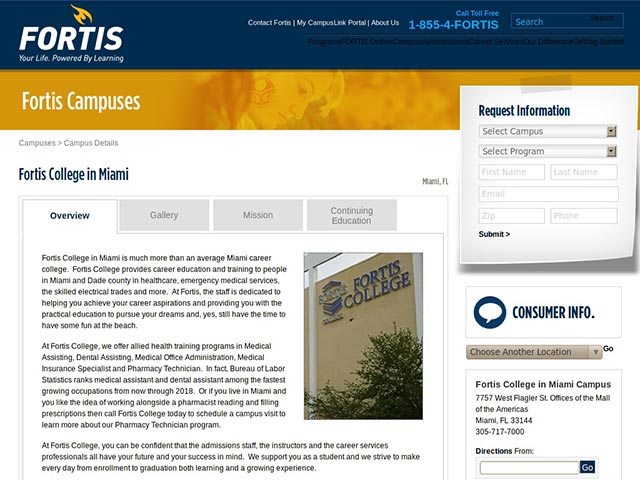 FORTIS
Your Life. Powered By Learning
Contact Fortis | My CampusLink Portal | About Us
Call Toll Free
1-855-4-FORTIS
Search
Search
ProgramsFORTIS OnlineCampusesAdmissionsCareer ServicesOur DifferenceGetting Started
Fortis Campuses
Campuses > Campus Details
Fortis College in Miami
Miami, FL
Overview
Gallery
Mission
Continuing
Education
Fortis College in Miami is much more than an average Miami career
college. Fortis College provides career education and training to people
in Miami and Dade county in healthcare, emergency medical services,
the skilled electrical trades and more. At Fortis, the staff is dedicated to
helping you achieve your career aspirations and providing you with the
practical education to pursue your dreams and, yes, still have the time to
have some fun at the beach.
At Fortis College, we offer allied health training programs in Medical
Assisting, Dental Assisting, Medical Office Administration, Medical
Insurance Specialist and Pharmacy Technician. In fact, Bureau of Labor
Statistics ranks medical assistant and dental assistant among the fastest
growing occupations from now through 2018. Or if you live in Miami and
you like the idea of working alongside a pharmacist reading and filling
prescriptions then call Fortis College today to schedule a campus visit to
learn more about our Pharmacy Technician program.
At Fortis College, you can be confident that the admissions staff, the instructors and the career services
professionals all have your future and your success in mind. We support you as a student and we strive to make
every day from enrollment to graduation both learning and a growing experience.
FORTIS
COLLEGE
Request Information
Select Campus
Select Program
First Name
Last Name
Email
Zip
Phone
Submit >
CONSUMER INFO.
Choose Another Location
Go
Fortis College in Miami Campus
7757 West Flagler St. Offices of the Mall
of the Americas
Miami, FL 33144
305-717-7000
Directions From:
Go